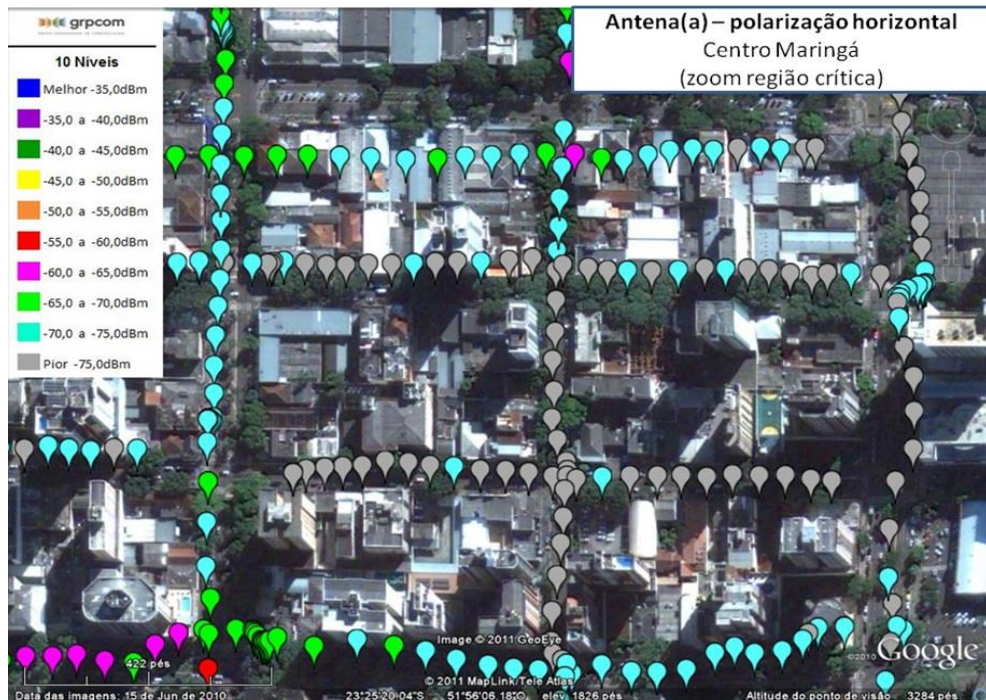 grpcom
Antena(a) – polarização horizontal
Centro Maringá
(zoom região crítica)
10 Níveis
Melhor -35,0dBm
-35,0 a -40,0dBm
-40,0 a -45,0dBm
-45,0 a -50,0dBm
-50,0 a -55,0dBm
-55,0 a -60,0dBm
-60,0 a -65,0dBm
-65,0 a -70,0dBm
-70,0 a -75,0dBm
Pior -75,0dBm
Image © 2011 GeoEye
©2010 Google
422 pés
© 2011 MapLink/Tele Atlas
Data das imagens: 15 de Jun de 2010
23°25'20.04"S 51°56'06.18"O elev. 1826 pés
Altitude do ponto de visão 3284 pés